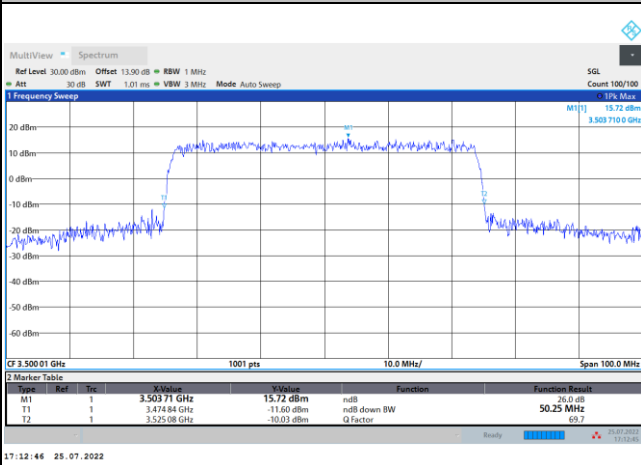 MultiView Spectrum
Ref Level 30.00 dBm Offset 13.90 dB RBW 1 MHz SGL
Att 30 dB SWT 1.01 ms VBW 3 MHz Mode Auto Sweep Count 100/100
1 Frequency Sweep 1Pk Max
M1[1] 15.72 dBm
3.503 710 0 GHz
M1
20 dBm
10 dBm
0 dBm
T1 T2
-10 dBm
-20 dBm
-30 dBm
-40 dBm
-50 dBm
-60 dBm
CF 3.500 01 GHz 1001 pts 10.0 MHz/ Span 100.0 MHz
2 Marker Table
Type Ref Trc X-Value Y-Value Function Function Result
M1 1 3.503 71 GHz 15.72 dBm ndB 26.0 dB
T1 1 3.474 84 GHz -11.60 dBm ndB down BW 50.25 MHz
T2 1 3.525 08 GHz -10.03 dBm Q Factor 69.7
Ready 25.07.2022
17:12:45
17:12:46 25.07.2022